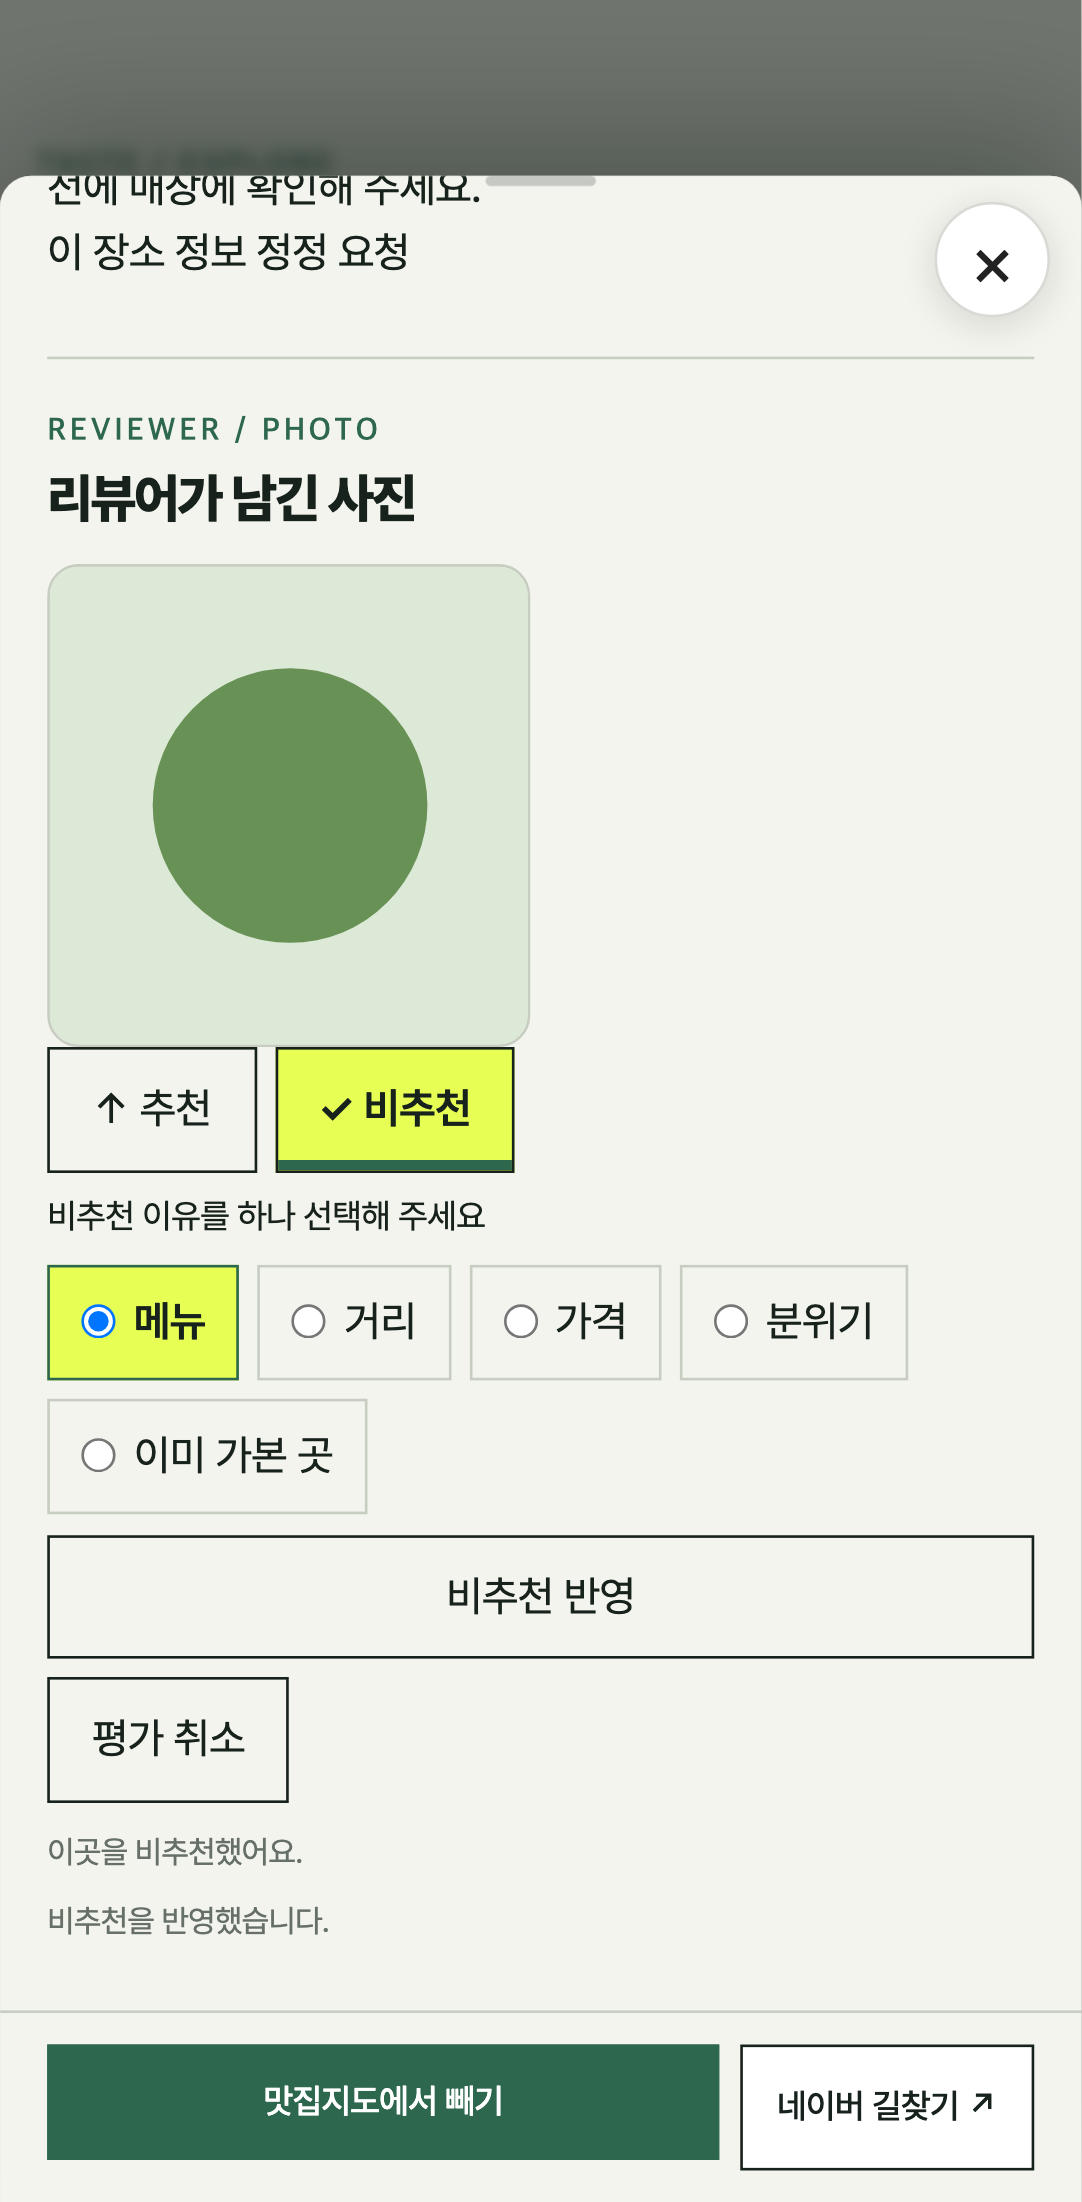 전에 매장에 확인해 주세요.
이 장소 정보 정정 요청
×
REVIEWER / PHOTO
리뷰어가 남긴 사진
↑ 추천
✓ 비추천
비추천 이유를 하나 선택해 주세요
메뉴
거리
가격
분위기
이미 가본 곳
비추천 반영
평가 취소
이곳을 비추천했어요.
비추천을 반영했습니다.
맛집지도에서 빼기
네이버 길찾기 ↗